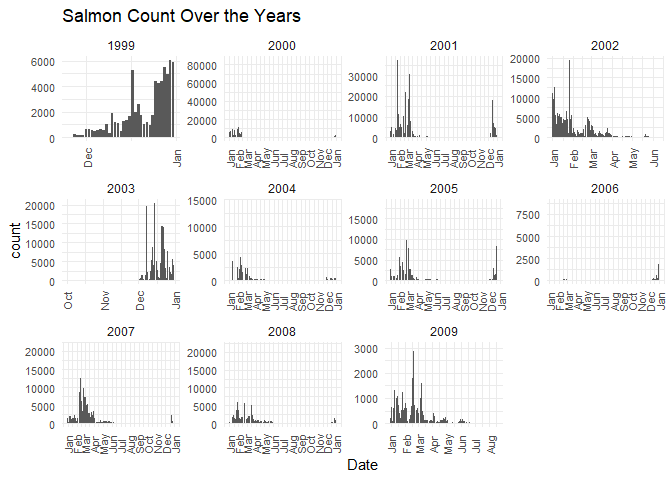 Salmon Count Over the Years
1999 2000 2001 2002
6000 4000 2000 0
80000 60000 40000 20000 0
30000 20000 10000 0
20000 15000 10000 5000 0
Dec Jan
Jan Feb Mar Apr May Jun Jul Aug Sep Oct Nov Dec Jan
Jan Feb Mar Apr May Jun Jul Aug Sep Oct Nov Dec Jan
Jan Feb Mar Apr May Jun
count
2003 2004 2005 2006
20000 15000 10000 5000 0
15000 10000 5000 0
15000 10000 5000 0
7500 5000 2500 0
Oct Nov Dec Jan
Jan Feb Mar Apr May Jun Jul Aug Sep Oct Nov Dec Jan
Jan Feb Mar Apr May Jun Jul Aug Sep Oct Nov Dec Jan
Jan Feb Mar Apr May Jun Jul Aug Sep Oct Nov Dec Jan
2007 2008 2009
20000 15000 10000 5000 0
20000 15000 10000 5000 0
3000 2000 1000 0
Jan Feb Mar Apr May Jun Jul Aug Sep Oct Nov Dec Jan
Jan Feb Mar Apr May Jun Jul Aug Sep Oct Nov Dec Jan
Jan Feb Mar Apr May Jun Jul Aug
Date